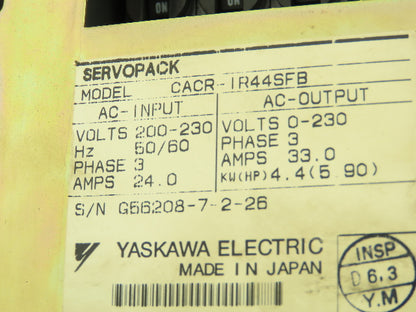 SERVOPACK
MODEL CACR-IR44SFB
AC-INPUT
VOLTS 200-230
Hz 50/60
PHASE 3
AMPS 24.0
AC-OUTPUT
VOLTS 0-230
PHASE 3
AMPS 33.0
KW(HP) 4.4(5.90)
S/N G56208-7-2-26
YASKAWA ELECTRIC
MADE IN JAPAN
INSP
D 6.3
Y.M